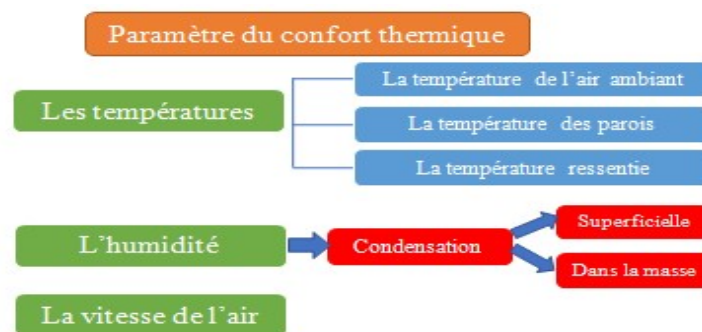 Paramètre du confort thermique
La température de l'air ambiant
Les températures
La température des parois
La température ressentie
Superficielle
L'humidité
Condensation
Dans la masse
La vitesse de l'air